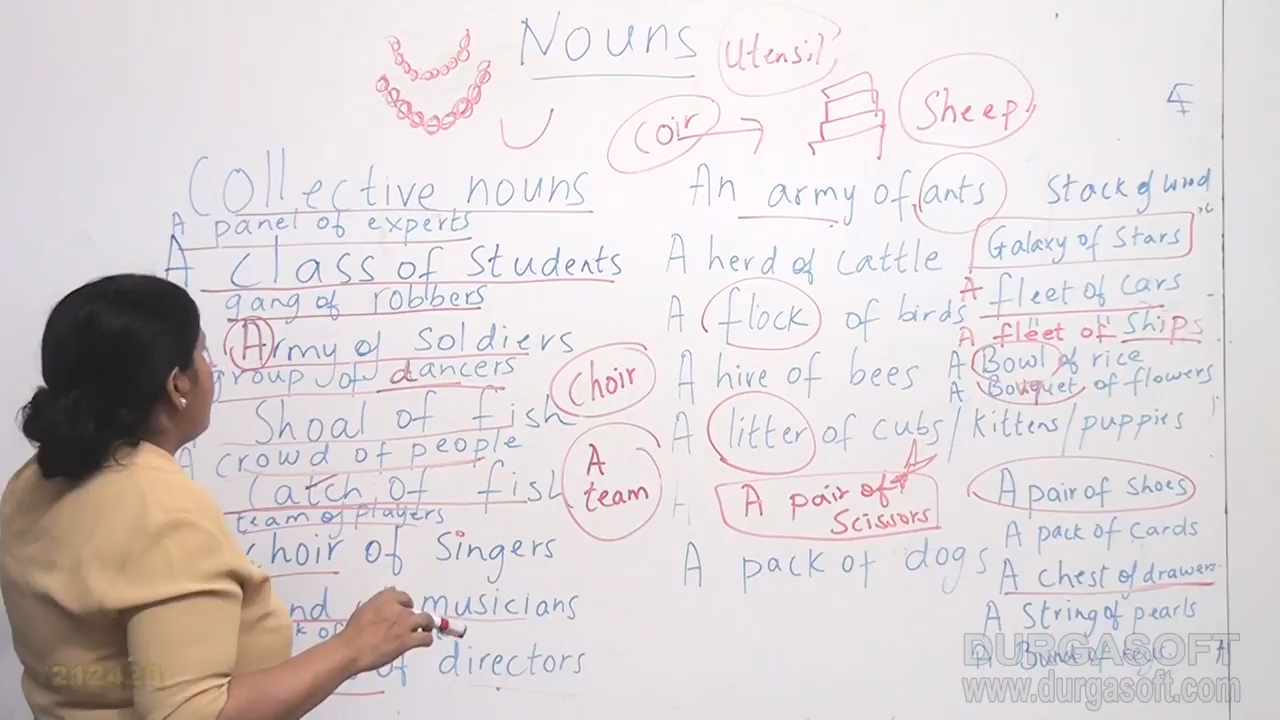 Nouns
Utensil
Coir
Sheep
Collective nouns
A panel of experts
A class of Students
gang of robbers
Army of Soldiers
group of dancers
Shoal of fish
A crowd of people
Catch of fish
team of players
choir of Singers
nd musicians
of directors
Choir
A team
An army of ants
A herd of cattle
A flock of birds
A hive of bees
A litter of cubs/kittens/puppies
A pair of Scissors
A pack of dogs
Stack of wood
Galaxy of Stars
A fleet of cars
A fleet of ships
A Bowl of rice
A Bouquet of flowers
A pair of shoes
A pack of cards
A chest of drawers
A String of pearls
A of
DURGASOFT
www.durgasoft.com
212420